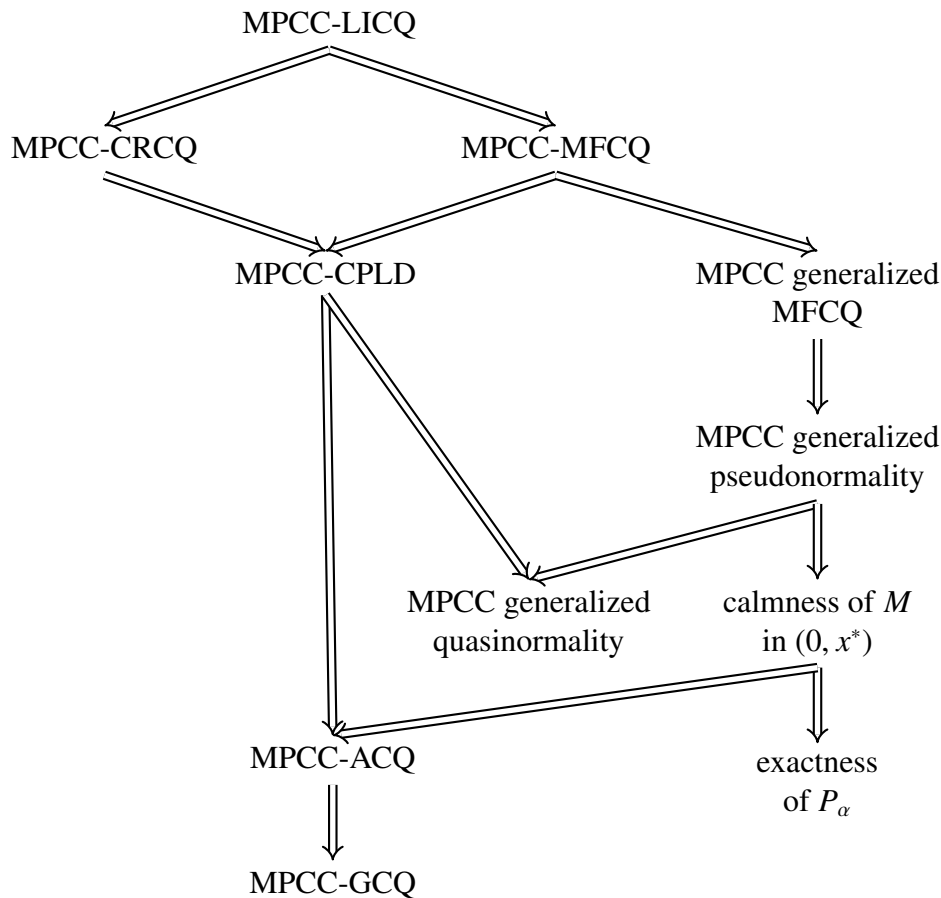 MPCC-LICQ
MPCC-CRCQ
MPCC-MFCQ
MPCC-CPLD
MPCC generalized
MFCQ
MPCC generalized
pseudonormality
MPCC generalized
quasinormality
calmness of M
in (0, x*)
MPCC-ACQ
exactness
of Pα
MPCC-GCQ